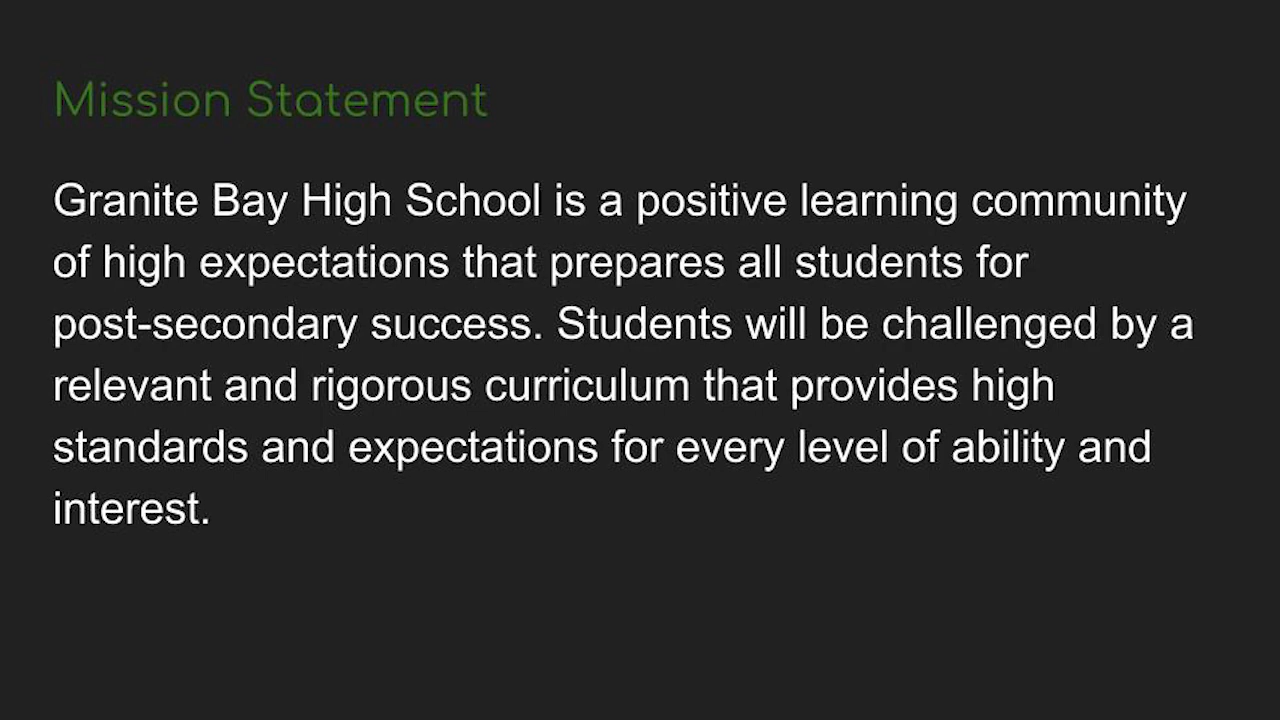 Mission Statement
Granite Bay High School is a positive learning community
of high expectations that prepares all students for
post-secondary success. Students will be challenged by a
relevant and rigorous curriculum that provides high
standards and expectations for every level of ability and
interest.